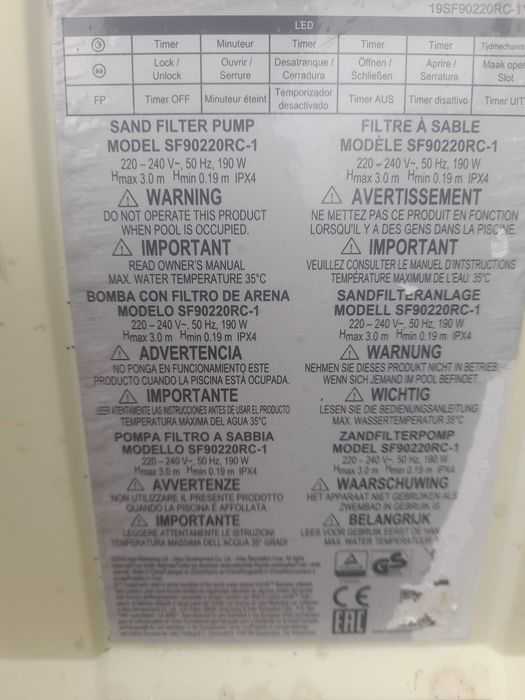 19SF90220RC-1
LED
Timer Minuteur Timer Timer Timer Tijdmechanis
Lock / Unlock Ouvrir / Serrure Desatranque / Cerradura Öffnen / Schließen Aprire / Serratura Maak open Slot
FP Timer OFF Minuteur éteint Temporizador desactivado Timer AUS Timer disattivo Timer UIT
SAND FILTER PUMP
MODEL SF90220RC-1
220 – 240 V~, 50 Hz, 190 W
Hmax 3.0 m Hmin 0.19 m IPX4
WARNING
DO NOT OPERATE THIS PRODUCT
WHEN POOL IS OCCUPIED.
IMPORTANT
READ OWNER'S MANUAL
MAX. WATER TEMPERATURE 35°C
FILTRE À SABLE
MODÈLE SF90220RC-1
220 – 240 V~, 50 Hz, 190 W
Hmax 3.0 m Hmin 0.19 m IPX4
AVERTISSEMENT
NE METTEZ PAS CE PRODUIT EN FONCTION
LORSQU'IL Y A DES GENS DANS LA PISCINE.
IMPORTANT
VEUILLEZ CONSULTER LE MANUEL D'INTSTRUCTIONS
TEMPÉRATURE MAXIMUM DE L'EAU: 35°C
BOMBA CON FILTRO DE ARENA
MODELO SF90220RC-1
220 – 240 V~, 50 Hz, 190 W
Hmax 3.0 m Hmin 0.19 m IPX4
ADVERTENCIA
NO PONGA EN FUNCIONAMIENTO ESTE
PRODUCTO CUANDO LA PISCINA ESTÁ OCUPADA.
IMPORTANTE
LEER ATENTAMENTE LAS INSTRUCCIONES ANTES DE USAR EL PRODUCTO
TEMPERATURA MÁXIMA DEL AGUA 35°C
SANDFILTERANLAGE
MODELL SF90220RC-1
220 – 240 V~, 50 Hz, 190 W
Hmax 3.0 m Hmin 0.19 m IPX4
WARNUNG
NEHMEN SIE DIESES PRODUKT NICHT IN BETRIEB,
WENN SICH JEMAND IM POOL BEFINDET.
WICHTIG
LESEN SIE DIE BEDIENUNGSANLEITUNG
MAX. WASSERTEMPERATUR 35°C
POMPA FILTRO A SABBIA
MODELLO SF90220RC-1
220 – 240 V~, 50 Hz, 190 W
Hmax 3.0 m Hmin 0.19 m IPX4
AVVERTENZE
NON UTILIZZARE IL PRESENTE PRODOTTO
QUANDO LA PISCINA È AFFOLLATA.
IMPORTANTE
LEGGERE ATTENTAMENTE LE ISTRUZIONI
TEMPERATURA MASSIMA DELL'ACQUA 35° GRADI
ZANDFILTERPOMP
MODEL SF90220RC-1
220 – 240 V~, 50 Hz, 190 W
Hmax 3.0 m Hmin 0.19 m IPX4
WAARSCHUWING
HET APPARAAT NIET GEBRUIKEN ALS
ZWEMBAD IN GEBRUIK IS.
BELANGRIJK
LEES VOOR GEBRUIK EERST DE HAN
MAX. WATER TEMPERATUUR
GS
CE
EAC